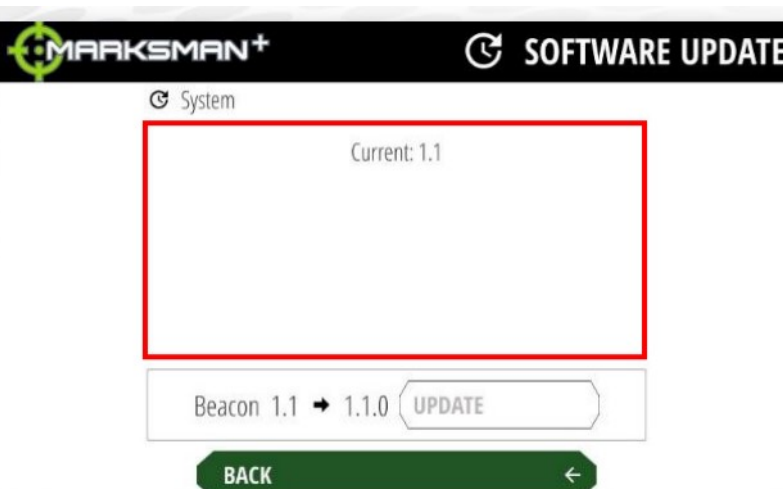 MARKSMAN+ SOFTWARE UPDATE
System
Current: 1.1
Beacon 1.1 → 1.1.0 UPDATE
BACK ←